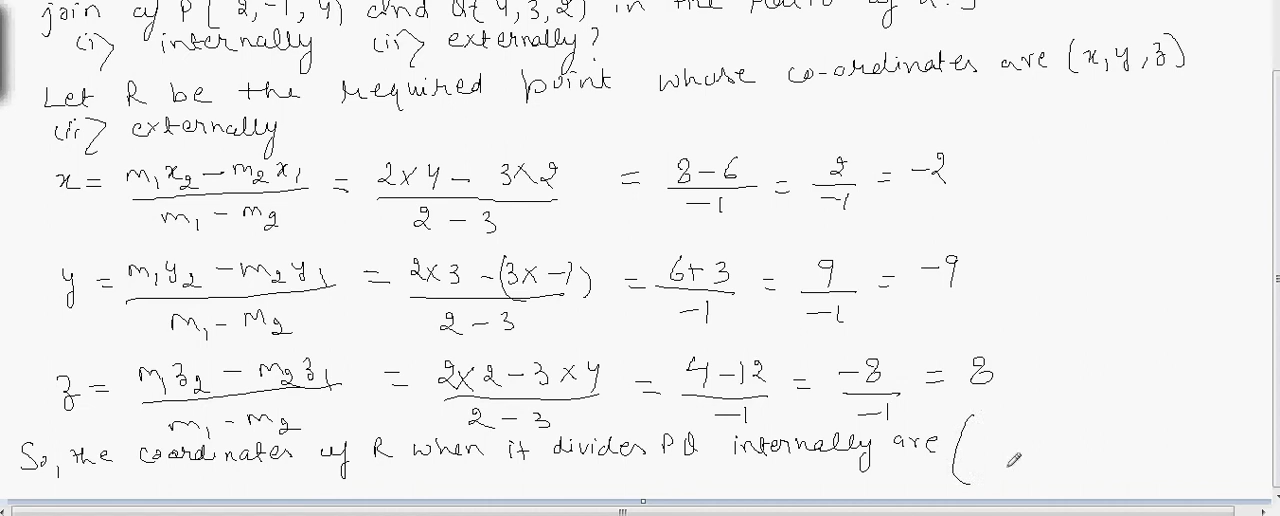 join of P(2,-1,4) and Q(4,3,2) in the
(i) internally (ii) externally?
Let R be the required point whose co-ordinates are (x,y,z)
(ii) externally
x = (m₁x₂ - m₂x₁)/(m₁ - m₂) = (2×4 - 3×2)/(2 - 3) = (8-6)/(-1) = 2/(-1) = -2
y = (m₁y₂ - m₂y₁)/(m₁ - m₂) = (2×3 - (3×-1))/(2 - 3) = (6+3)/(-1) = 9/(-1) = -9
z = (m₁z₂ - m₂z₁)/(m₁ - m₂) = (2×2 - 3×4)/(2 - 3) = (4-12)/(-1) = (-8)/(-1) = 8
So, the coordinates of R when it divides PQ internally are (